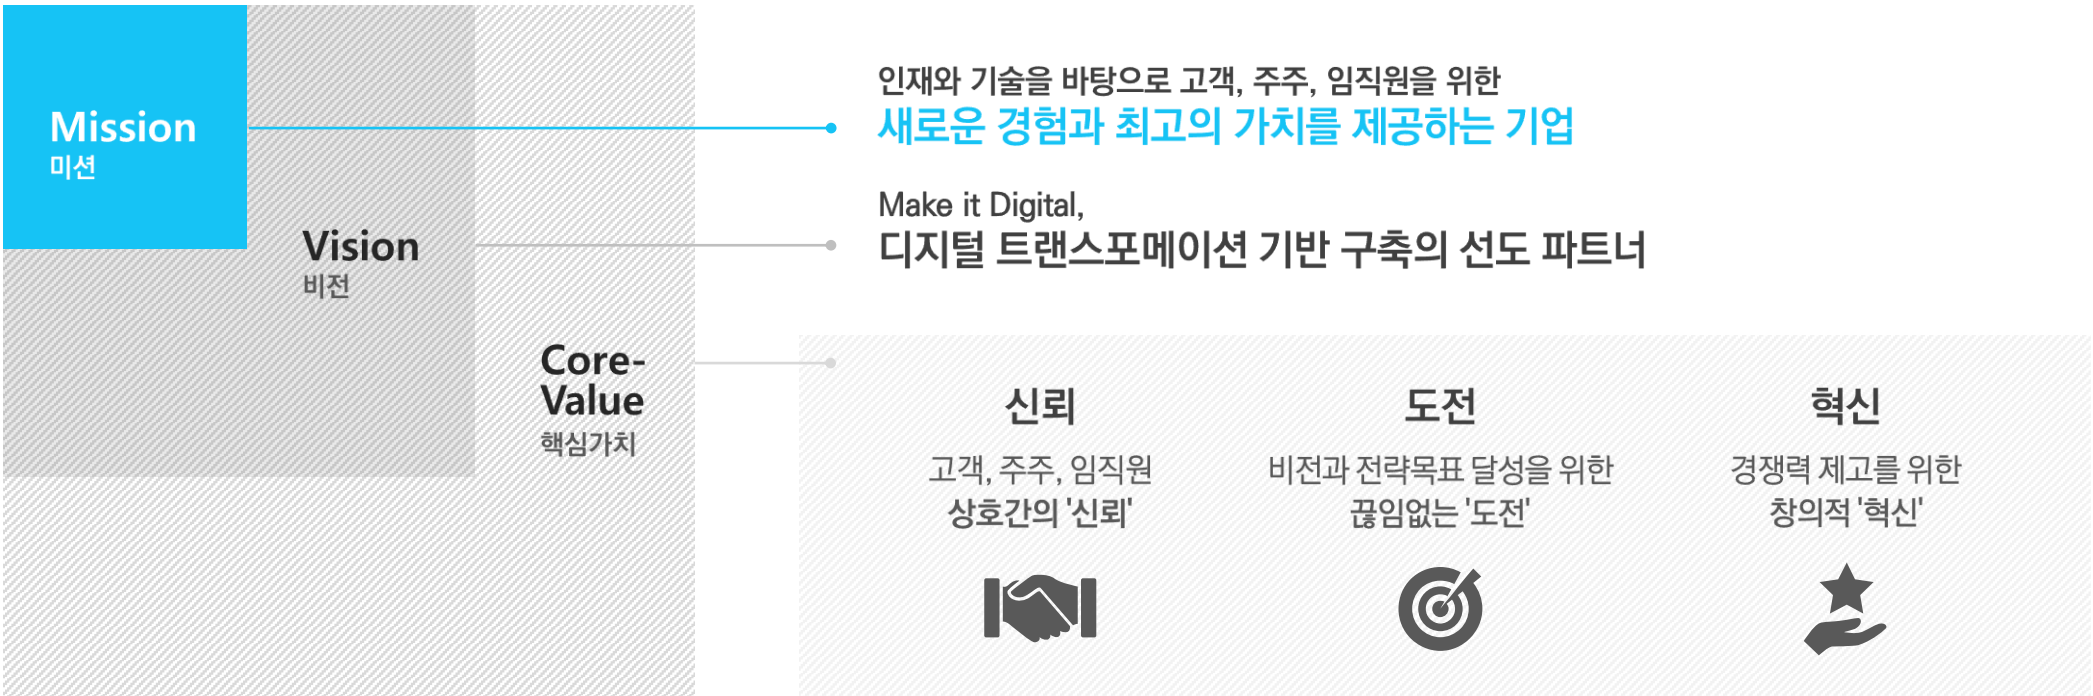 Mission
미션
인재와 기술을 바탕으로 고객, 주주, 임직원을 위한
새로운 경험과 최고의 가치를 제공하는 기업
Vision
비전
Make it Digital,
디지털 트랜스포메이션 기반 구축의 선도 파트너
Core-
Value
핵심가치
신뢰
고객, 주주, 임직원
상호간의 '신뢰'
도전
비전과 전략목표 달성을 위한
끊임없는 '도전'
혁신
경쟁력 제고를 위한
창의적 '혁신'